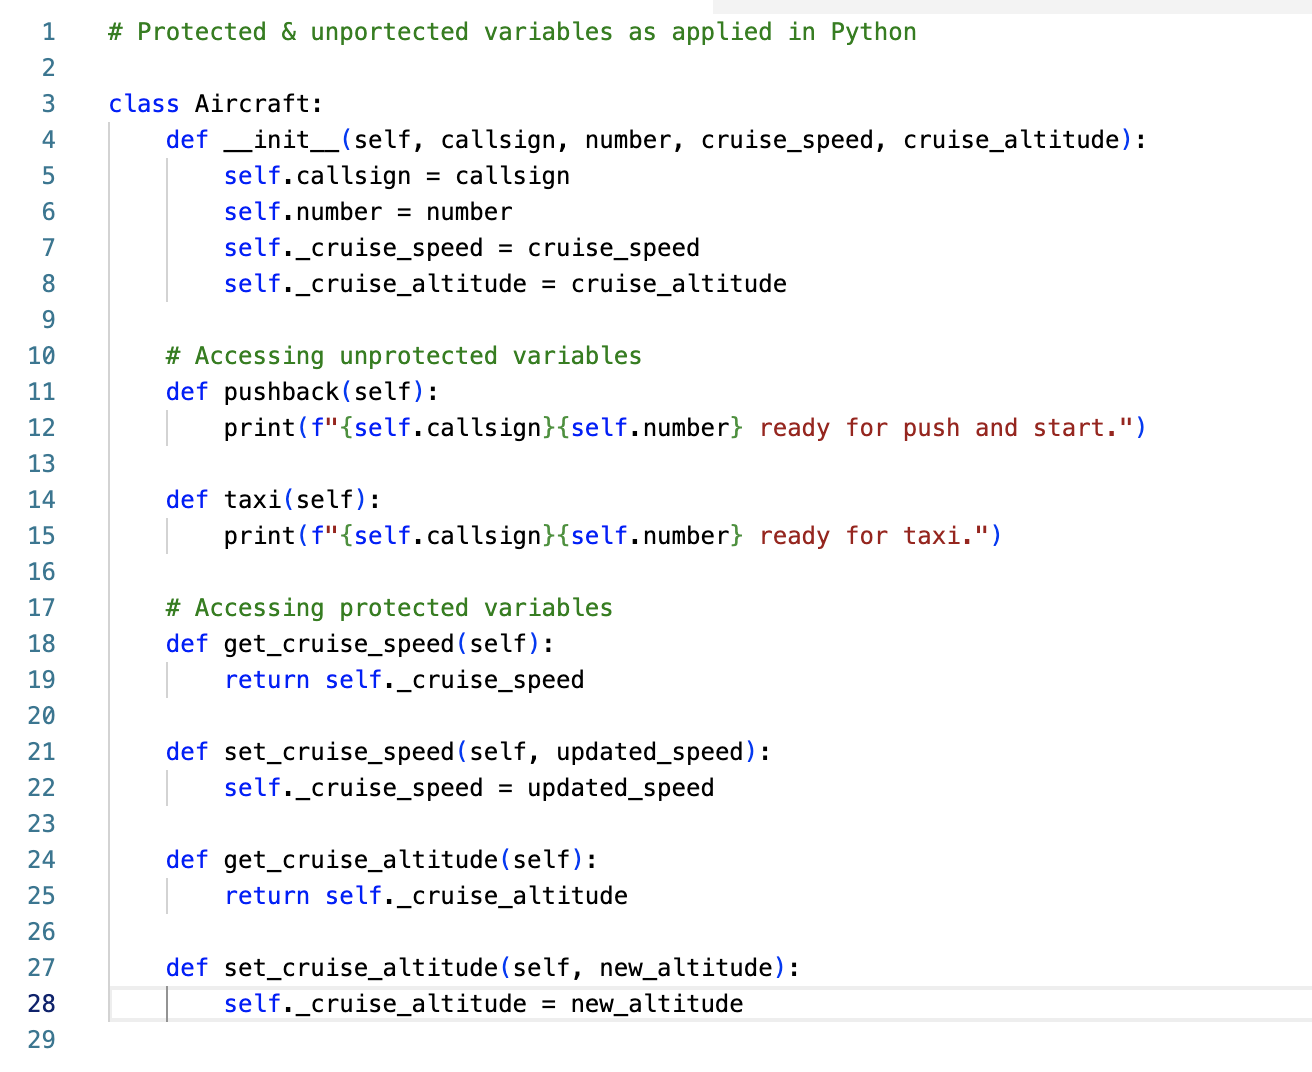 1 # Protected & unportected variables as applied in Python
2
3 class Aircraft:
4     def __init__(self, callsign, number, cruise_speed, cruise_altitude):
5         self.callsign = callsign
6         self.number = number
7         self._cruise_speed = cruise_speed
8         self._cruise_altitude = cruise_altitude
9
10     # Accessing unprotected variables
11     def pushback(self):
12         print(f"{self.callsign}{self.number} ready for push and start.")
13
14     def taxi(self):
15         print(f"{self.callsign}{self.number} ready for taxi.")
16
17     # Accessing protected variables
18     def get_cruise_speed(self):
19         return self._cruise_speed
20
21     def set_cruise_speed(self, updated_speed):
22         self._cruise_speed = updated_speed
23
24     def get_cruise_altitude(self):
25         return self._cruise_altitude
26
27     def set_cruise_altitude(self, new_altitude):
28         self._cruise_altitude = new_altitude
29